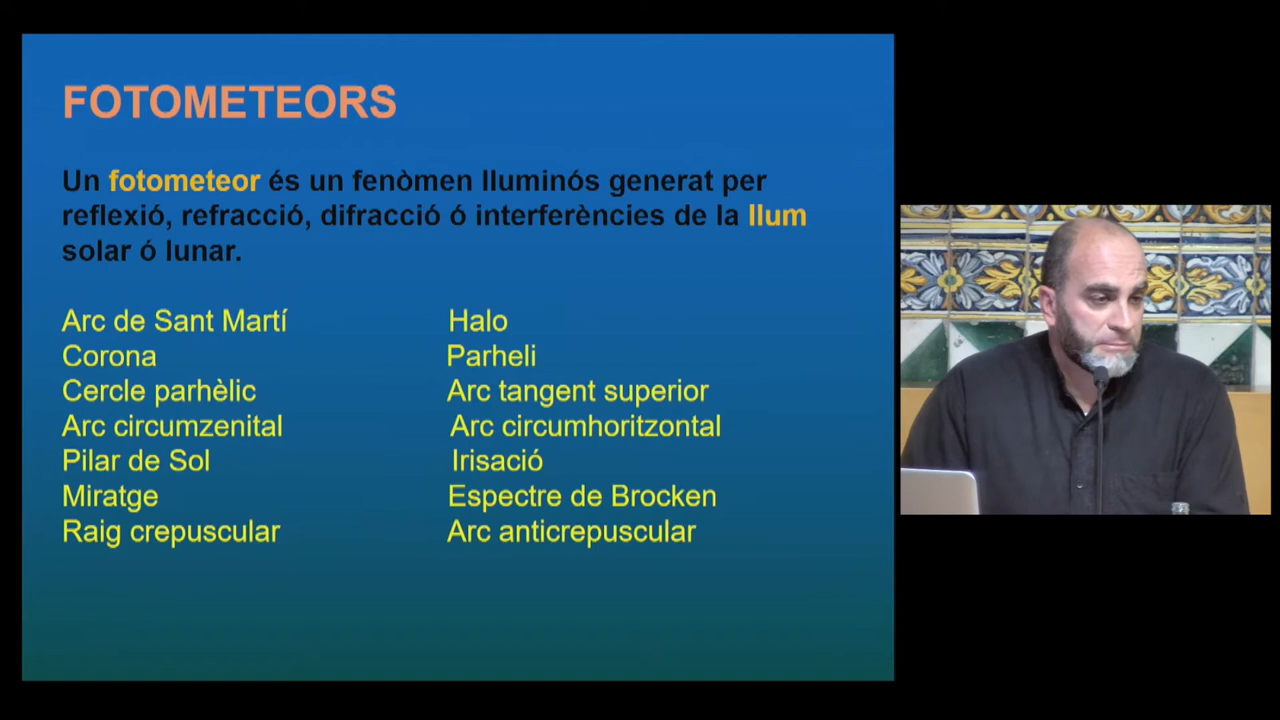 FOTOMETEORS
Un fotometeor és un fenòmen lluminós generat per
reflexió, refracció, difracció ó interferències de la llum
solar ó lunar.
Arc de Sant Martí
Corona
Cercle parhèlic
Arc circumzenital
Pilar de Sol
Miratge
Raig crepuscular
Halo
Parheli
Arc tangent superior
Arc circumhoritzontal
Irisació
Espectre de Brocken
Arc anticrepuscular